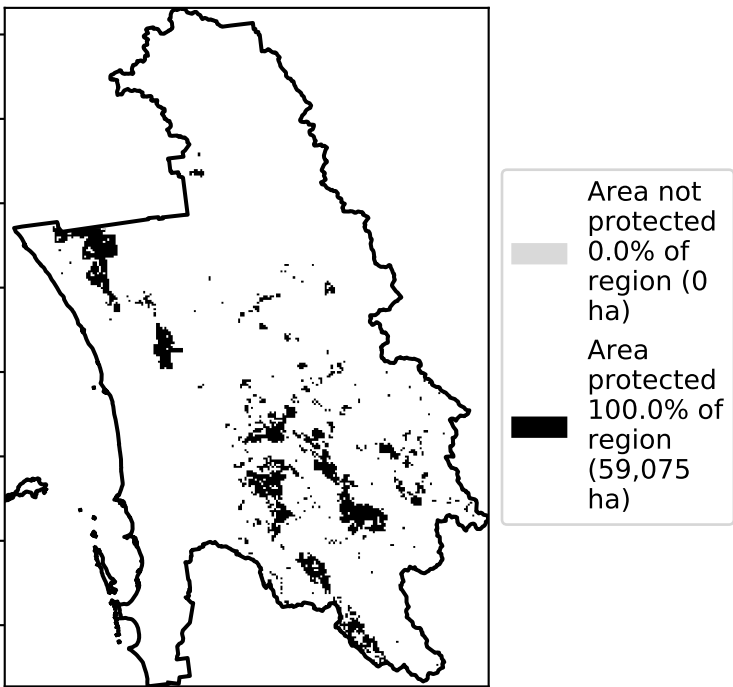 Area not
protected
0.0% of
region (0
ha)
Area
protected
100.0% of
region
(59,075
ha)